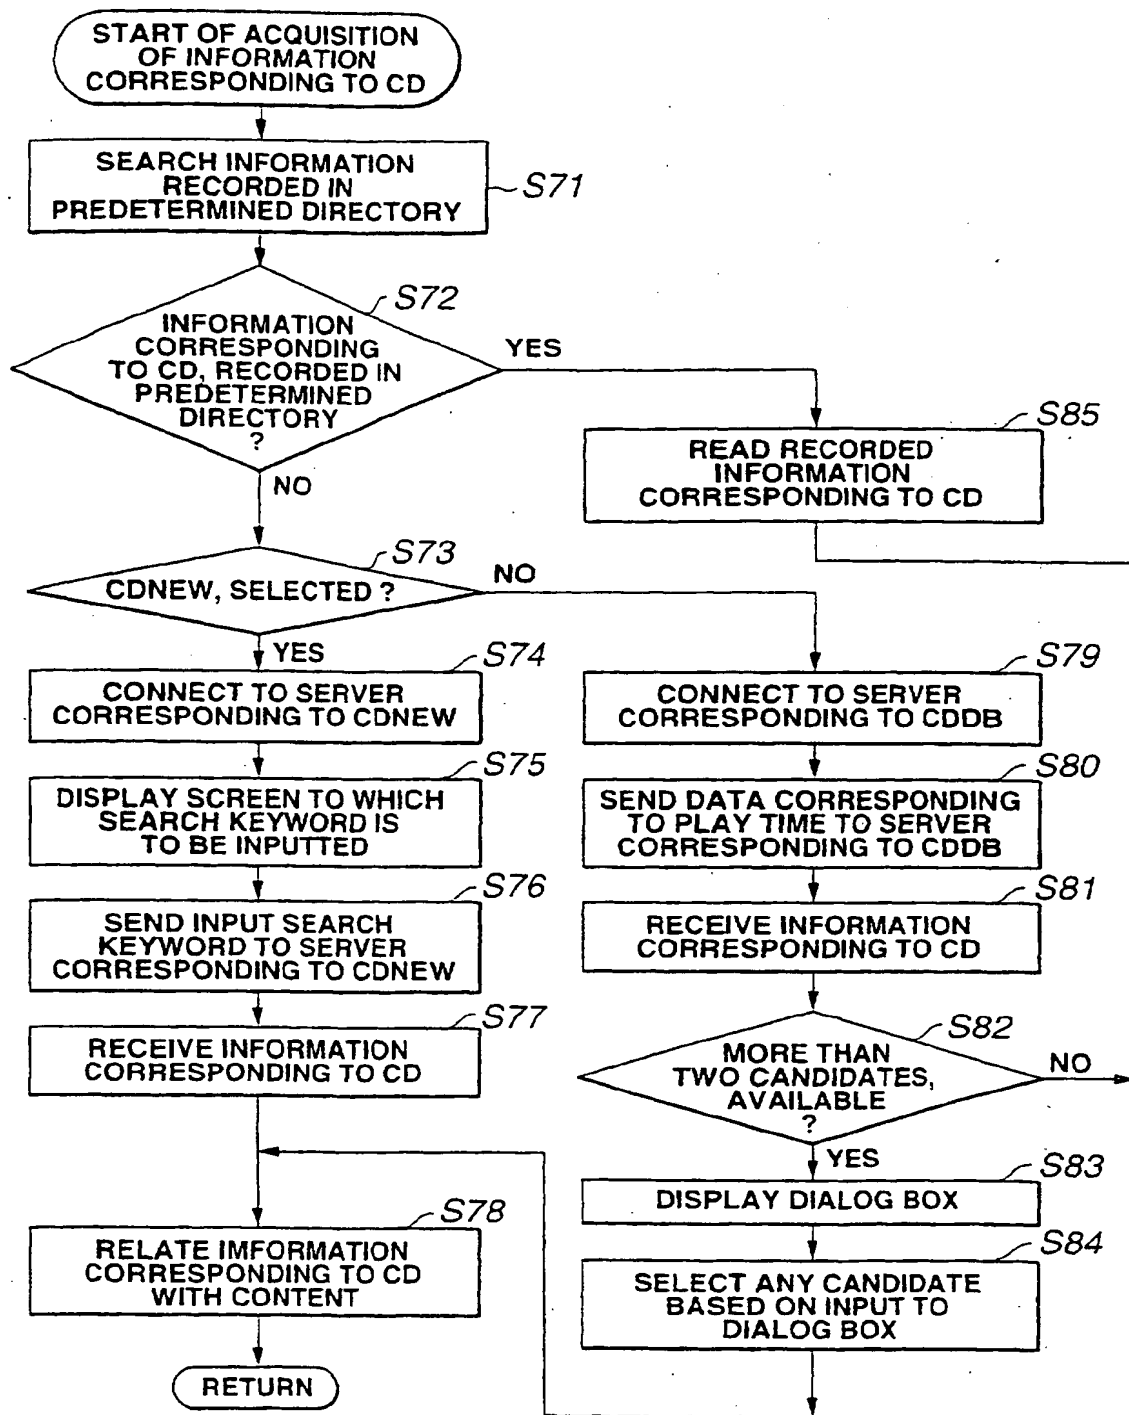 START OF ACQUISITION
OF INFORMATION
CORRESPONDING TO CD
SEARCH INFORMATION
RECORDED IN
PREDETERMINED DIRECTORY
S71
S72
INFORMATION
CORRESPONDING
TO CD, RECORDED IN
PREDETERMINED
DIRECTORY
?
YES
NO
S85
READ RECORDED
INFORMATION
CORRESPONDING TO CD
S73
CDNEW, SELECTED ?
NO
YES
S74
CONNECT TO SERVER
CORRESPONDING TO CDNEW
S75
DISPLAY SCREEN TO WHICH
SEARCH KEYWORD IS
TO BE INPUTTED
S76
SEND INPUT SEARCH
KEYWORD TO SERVER
CORRESPONDING TO CDNEW
S77
RECEIVE INFORMATION
CORRESPONDING TO CD
S78
RELATE IMFORMATION
CORRESPONDING TO CD
WITH CONTENT
RETURN
S79
CONNECT TO SERVER
CORRESPONDING TO CDDB
S80
SEND DATA CORRESPONDING
TO PLAY TIME TO SERVER
CORRESPONDING TO CDDB
S81
RECEIVE INFORMATION
CORRESPONDING TO CD
S82
MORE THAN
TWO CANDIDATES,
AVAILABLE
?
NO
YES
S83
DISPLAY DIALOG BOX
S84
SELECT ANY CANDIDATE
BASED ON INPUT TO
DIALOG BOX